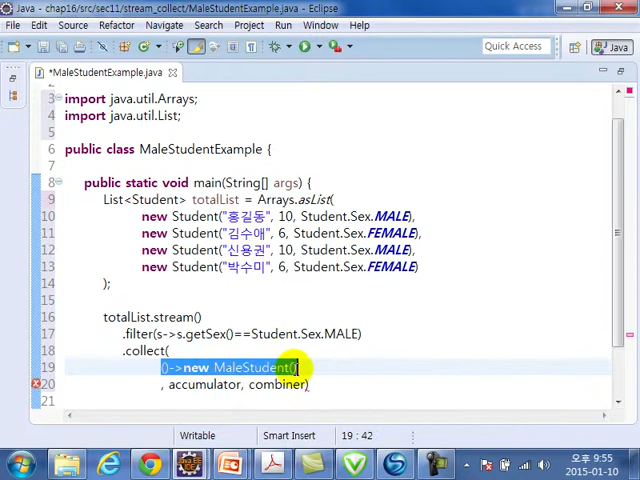 Java - chap16/src/sec11/stream_collect/MaleStudentExample.java - Eclipse
File Edit Source Refactor Navigate Search Project Run Window Help
Quick Access
Java
*MaleStudentExample.java
3 import java.util.Arrays;
4 import java.util.List;
5
6 public class MaleStudentExample {
7
8 public static void main(String[] args) {
9 List<Student> totalList = Arrays.asList(
10 new Student("홍길동", 10, Student.Sex.MALE),
11 new Student("김수애", 6, Student.Sex.FEMALE),
12 new Student("신용권", 10, Student.Sex.MALE),
13 new Student("박수미", 6, Student.Sex.FEMALE)
14 );
15
16 totalList.stream()
17 .filter(s->s.getSex()==Student.Sex.MALE)
18 .collect(
19 ()->new MaleStudent()
20 , accumulator, combiner)
21
Writable Smart Insert 19 : 42
오후 9:55
2015-01-10